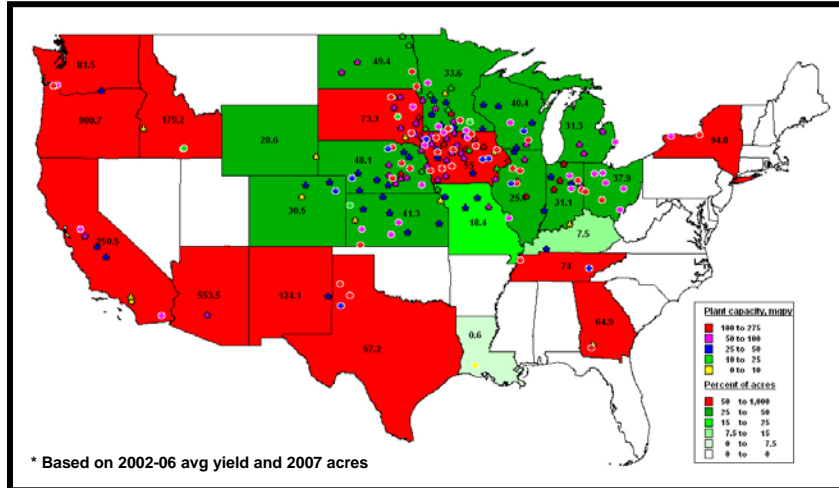 81.5
49.4
33.6
40.4
900.7
179.2
73.3
31.3
94.8
28.6
48.1
55
37.9
30.5
41.3
25.6
31.1
18.4
7.5
250.5
74
553.5
124.1
64.9
57.2
0.6
Plant capacity, mgpy
100 to 275
50 to 100
25 to 50
10 to 25
0 to 10
Percent of acres
50 to 1,000
25 to 50
15 to 25
7.5 to 15
0 to 7.5
0 to 0
* Based on 2002-06 avg yield and 2007 acres